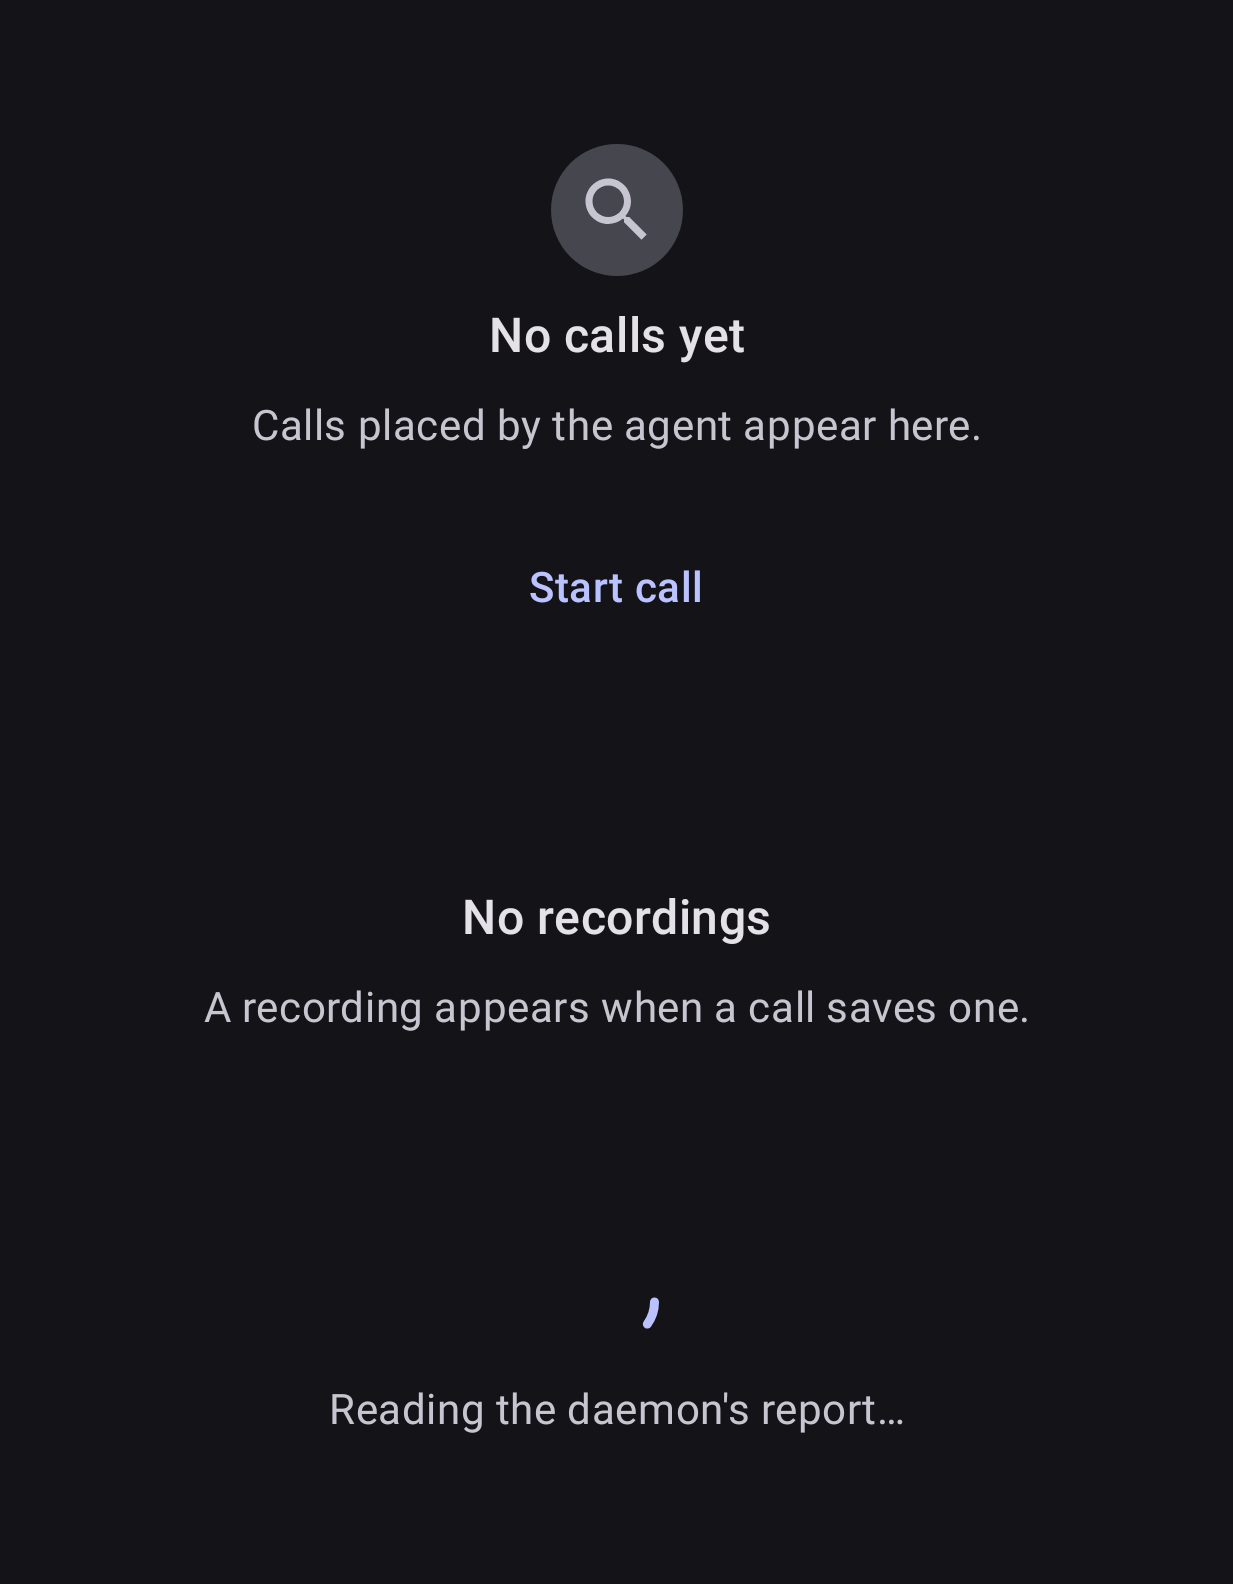 No calls yet
Calls placed by the agent appear here.
Start call
No recordings
A recording appears when a call saves one.
Reading the daemon's report…